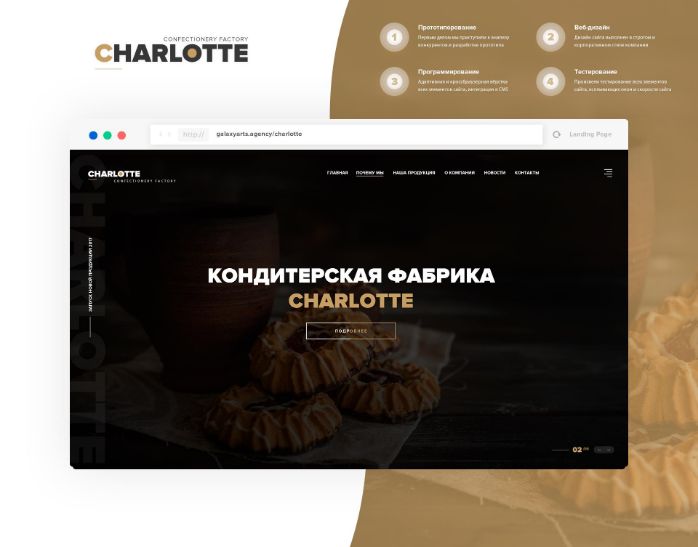 CONFECTIONERY FACTORY
CHARLOTTE
1
Прототипирование
Первым делом мы приступили к анализу
конкурентов и разработке прототипа
2
Веб-дизайн
Дизайн сайта выполнен в строгом и
корпоративном стиле компании
3
Программирование
Адаптивная и кроссбраузерная вёрстка
всех элементов сайта, интеграция в CMS
4
Тестирование
Произвели тестирование всех элементов
сайта, всплывающих окон и скорости сайта
http://
galaxyarts.agency/charlotte
Landing Page
CHARLOTTE
CONFECTIONERY FACTORY
ГЛАВНАЯ ПОЧЕМУ МЫ НАША ПРОДУКЦИЯ О КОМПАНИИ НОВОСТИ КОНТАКТЫ
CHARLOTTE
ЗАПУСК НОВОЙ ПРОДУКЦИИ 2017
КОНДИТЕРСКАЯ ФАБРИКА
CHARLOTTE
ПОДРОБНЕЕ
02